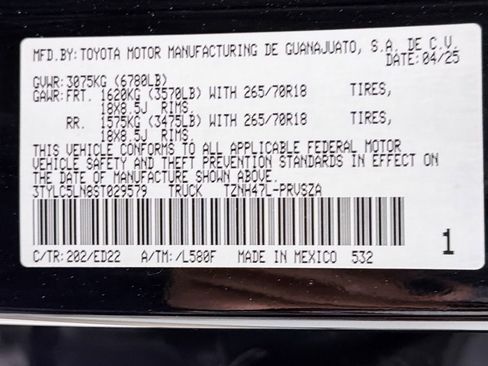 MFD.BY: TOYOTA MOTOR MANUFACTURING DE GUANAJUATO, S.A. DE C.V.
DATE: 04/25
GVWR: 3075KG (6780LB)
GAWR: FRT. 1620KG (3570LB) WITH 265/70R18 TIRES,
18X8.5J RIMS.
RR. 1575KG (3475LB) WITH 265/70R18 TIRES,
18X8.5J RIMS.
THIS VEHICLE CONFORMS TO ALL APPLICABLE FEDERAL MOTOR
VEHICLE SAFETY AND THEFT PREVENTION STANDARDS IN EFFECT ON
THE DATE OF MANUFACTURE SHOWN ABOVE.
3TYLC5LN8ST029579 TRUCK TZNH47L-PRVSZA
1
C/TR: 202/ED22 A/TM: /L580F MADE IN MEXICO 532